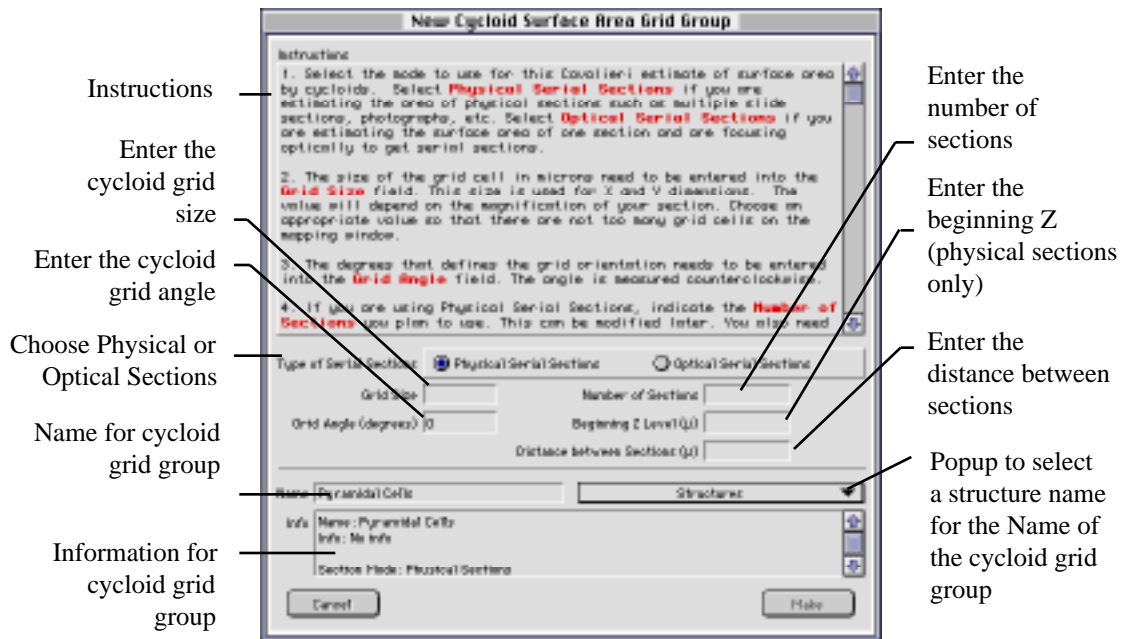 New Cycloid Surface Area Grid Group
Instructions
1. Select the mode to use for this Cavalieri estimate of surface area
by cycloids. Select Physical Serial Sections if you are
estimating the area of physical sections such as multiple slide
sections, photographs, etc. Select Optical Serial Sections if you
are estimating the surface area of one section and are focusing
optically to get serial sections.
2. The size of the grid cell in microns need to be entered into the
Grid Size field. This size is used for X and Y dimensions. The
value will depend on the magnification of your section. Choose an
appropriate value so that there are not too many grid cells on the
mapping window.
3. The degrees that defines the grid orientation needs to be entered
into the Grid Angle field. The angle is measured counterclockwise.
4. If you are using Physical Serial Sections, indicate the Number of
Sections you plan to use. This can be modified later. You also need
Type of Serial Sections
Physical Serial Sections
Optical Serial Sections
Grid Size
Number of Sections
Grid Angle (degrees) 0
Beginning Z Level (µ)
Distance between Sections (µ)
Name Pyramidal Cells
Structures
Info Name: Pyramidal Cells
Info: No info
Section Mode: Physical Sections
Cancel
Make
Instructions
Enter the
cycloid grid
size
Enter the cycloid
grid angle
Choose Physical or
Optical Sections
Name for cycloid
grid group
Information for
cycloid grid
group
Enter the
number of
sections
Enter the
beginning Z
(physical sections
only)
Enter the
distance between
sections
Popup to select
a structure name
for the Name of
the cycloid grid
group